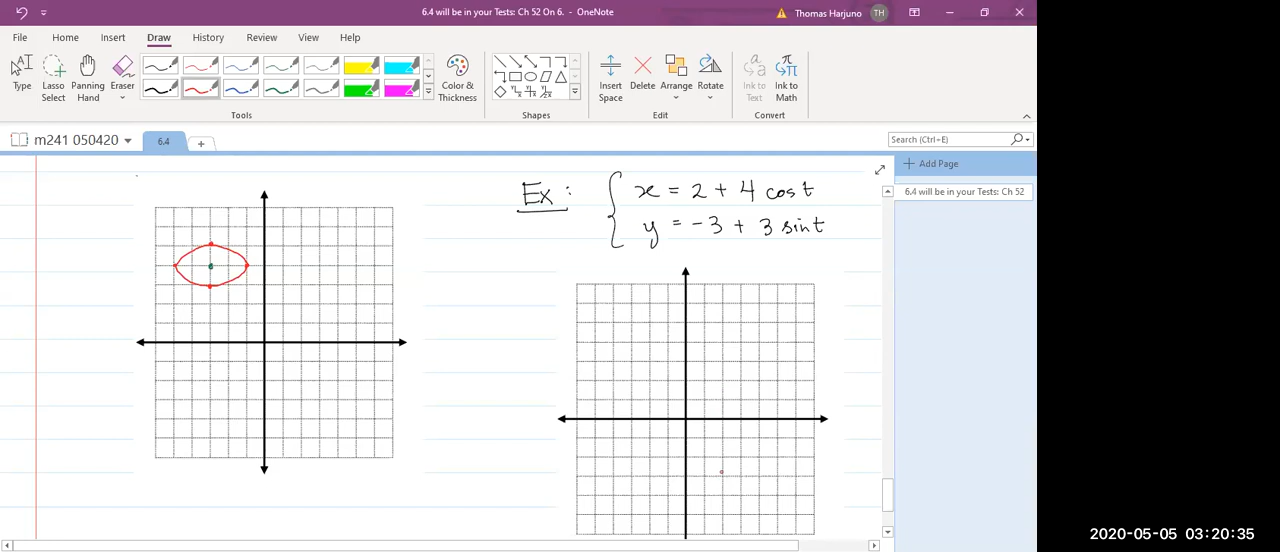 6.4 will be in your Tests: Ch 52 On 6. - OneNote
Thomas Harjuno TH
File Home Insert Draw History Review View Help
Type
Lasso Select
Panning Hand
Eraser
Color & Thickness
Insert Space
Delete
Arrange
Rotate
Ink to Text
Ink to Math
Tools
Shapes
Edit
Convert
m241 050420
6.4
Search (Ctrl+E)
Add Page
6.4 will be in your Tests: Ch 52
Ex : x = 2 + 4 cos t
y = -3 + 3 sin t
2020-05-05 03:20:35